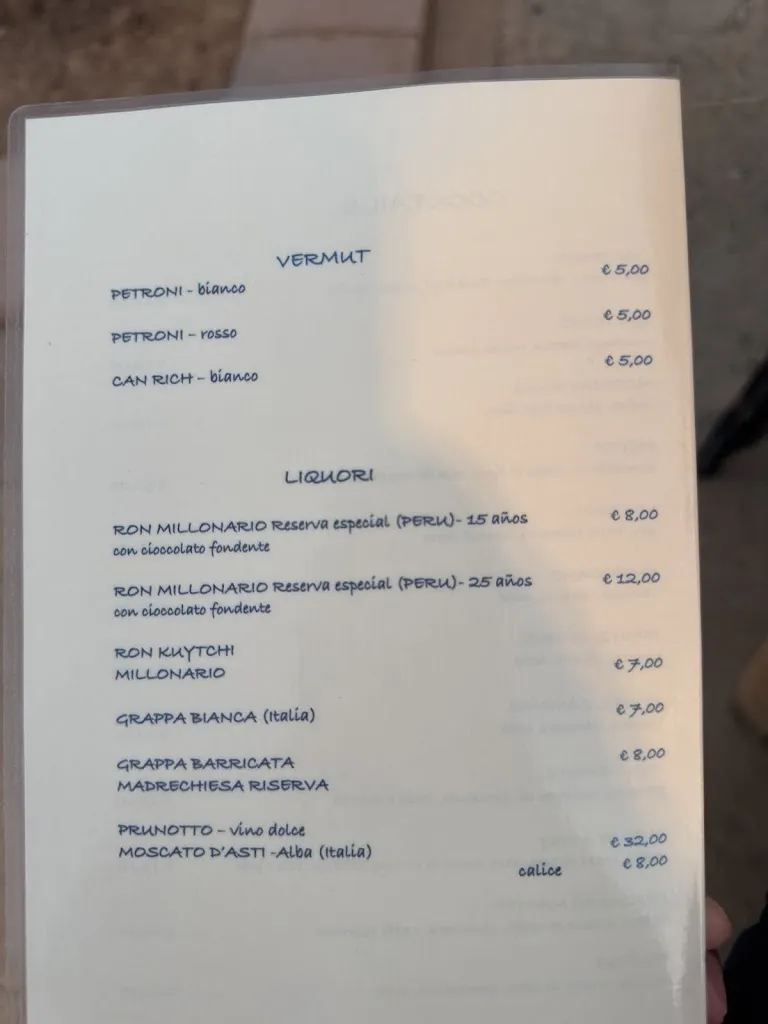 VERMUT
PETRONI - bianco € 5,00
PETRONI - rosso € 5,00
CAN RICH - bianco € 5,00
LIQUORI
RON MILLONARIO Reserva especial (PERU)- 15 años € 8,00
con cioccolato fondente
RON MILLONARIO Reserva especial (PERU)- 25 años € 12,00
con cioccolato fondente
RON KUYTCHI
MILLONARIO € 7,00
GRAPPA BIANCA (Italia) € 7,00
GRAPPA BARRICATA € 8,00
MADRECHIESA RISERVA
PRUNOTTO - vino dolce
MOSCATO D'ASTI -Alba (Italia) € 32,00
calice € 8,00